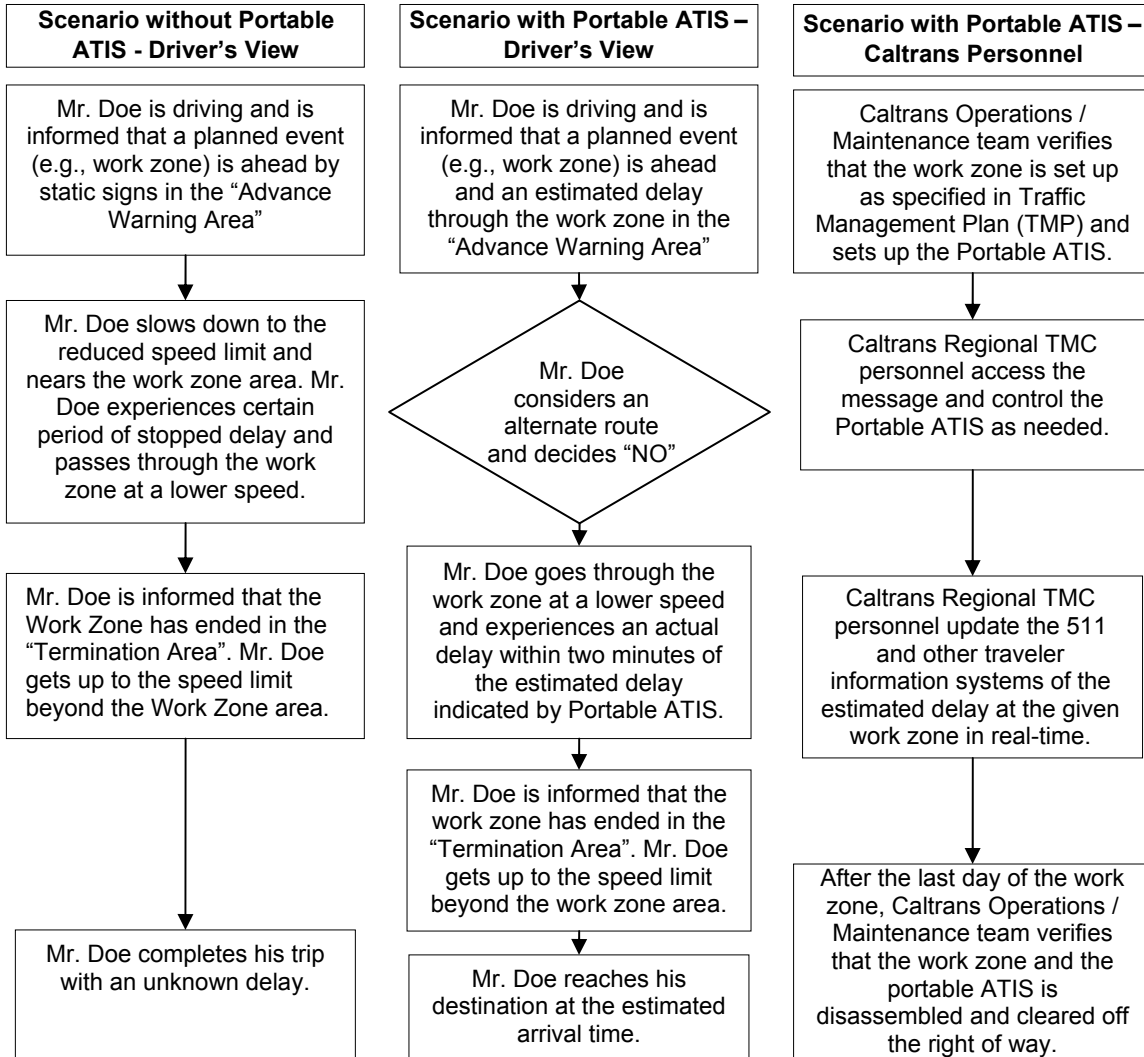 Scenario without Portable
ATIS - Driver's View
Mr. Doe is driving and is
informed that a planned event
(e.g., work zone) is ahead by
static signs in the “Advance
Warning Area”
Mr. Doe slows down to the
reduced speed limit and
nears the work zone area. Mr.
Doe experiences certain
period of stopped delay and
passes through the work
zone at a lower speed.
Mr. Doe is informed that the
Work Zone has ended in the
“Termination Area”. Mr. Doe
gets up to the speed limit
beyond the Work Zone area.
Mr. Doe completes his trip
with an unknown delay.
Scenario with Portable ATIS –
Driver's View
Mr. Doe is driving and is
informed that a planned event
(e.g., work zone) is ahead
and an estimated delay
through the work zone in the
“Advance Warning Area”
Mr. Doe
considers an
alternate route
and decides “NO”
Mr. Doe goes through the
work zone at a lower speed
and experiences an actual
delay within two minutes of
the estimated delay
indicated by Portable ATIS.
Mr. Doe is informed that the
work zone has ended in the
“Termination Area”. Mr. Doe
gets up to the speed limit
beyond the work zone area.
Mr. Doe reaches his
destination at the estimated
arrival time.
Scenario with Portable ATIS –
Caltrans Personnel
Caltrans Operations /
Maintenance team verifies
that the work zone is set up
as specified in Traffic
Management Plan (TMP) and
sets up the Portable ATIS.
Caltrans Regional TMC
personnel access the
message and control the
Portable ATIS as needed.
Caltrans Regional TMC
personnel update the 511
and other traveler
information systems of the
estimated delay at the given
work zone in real-time.
After the last day of the work
zone, Caltrans Operations /
Maintenance team verifies
that the work zone and the
portable ATIS is
disassembled and cleared off
the right of way.